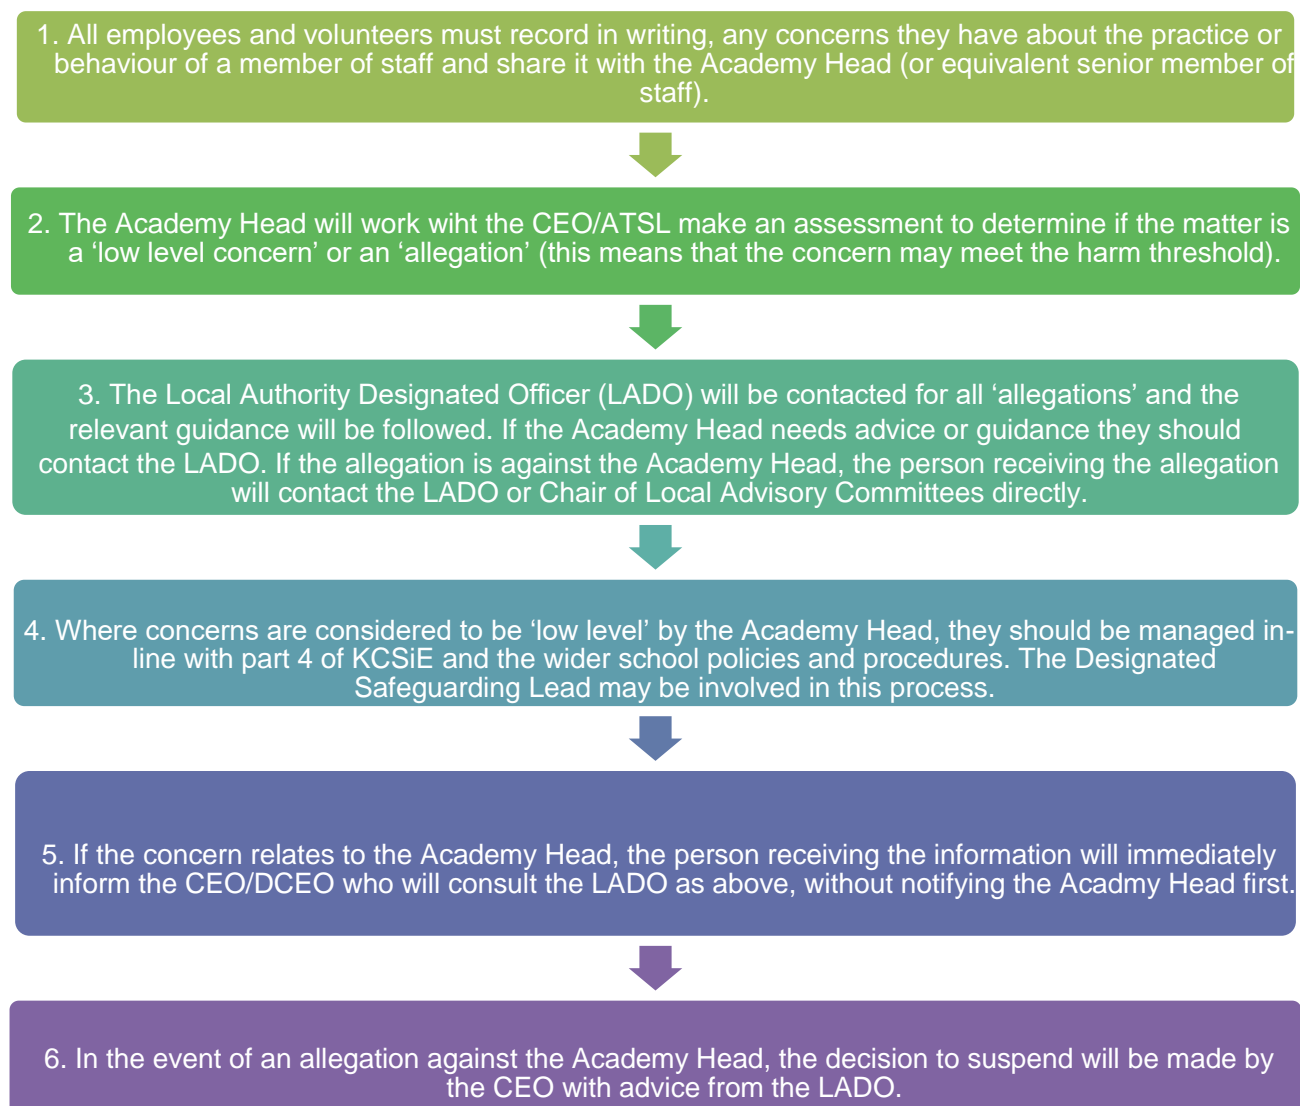 1. All employees and volunteers must record in writing, any concerns they have about the practice or
behaviour of a member of staff and share it with the Academy Head (or equivalent senior member of
staff).
2. The Academy Head will work wiht the CEO/ATSL make an assessment to determine if the matter is
a ‘low level concern’ or an ‘allegation’ (this means that the concern may meet the harm threshold).
3. The Local Authority Designated Officer (LADO) will be contacted for all ‘allegations’ and the
relevant guidance will be followed. If the Academy Head needs advice or guidance they should
contact the LADO. If the allegation is against the Academy Head, the person receiving the allegation
will contact the LADO or Chair of Local Advisory Committees directly.
4. Where concerns are considered to be ‘low level’ by the Academy Head, they should be managed in-
line with part 4 of KCSiE and the wider school policies and procedures. The Designated
Safeguarding Lead may be involved in this process.
5. If the concern relates to the Academy Head, the person receiving the information will immediately
inform the CEO/DCEO who will consult the LADO as above, without notifying the Acadmy Head first.
6. In the event of an allegation against the Academy Head, the decision to suspend will be made by
the CEO with advice from the LADO.